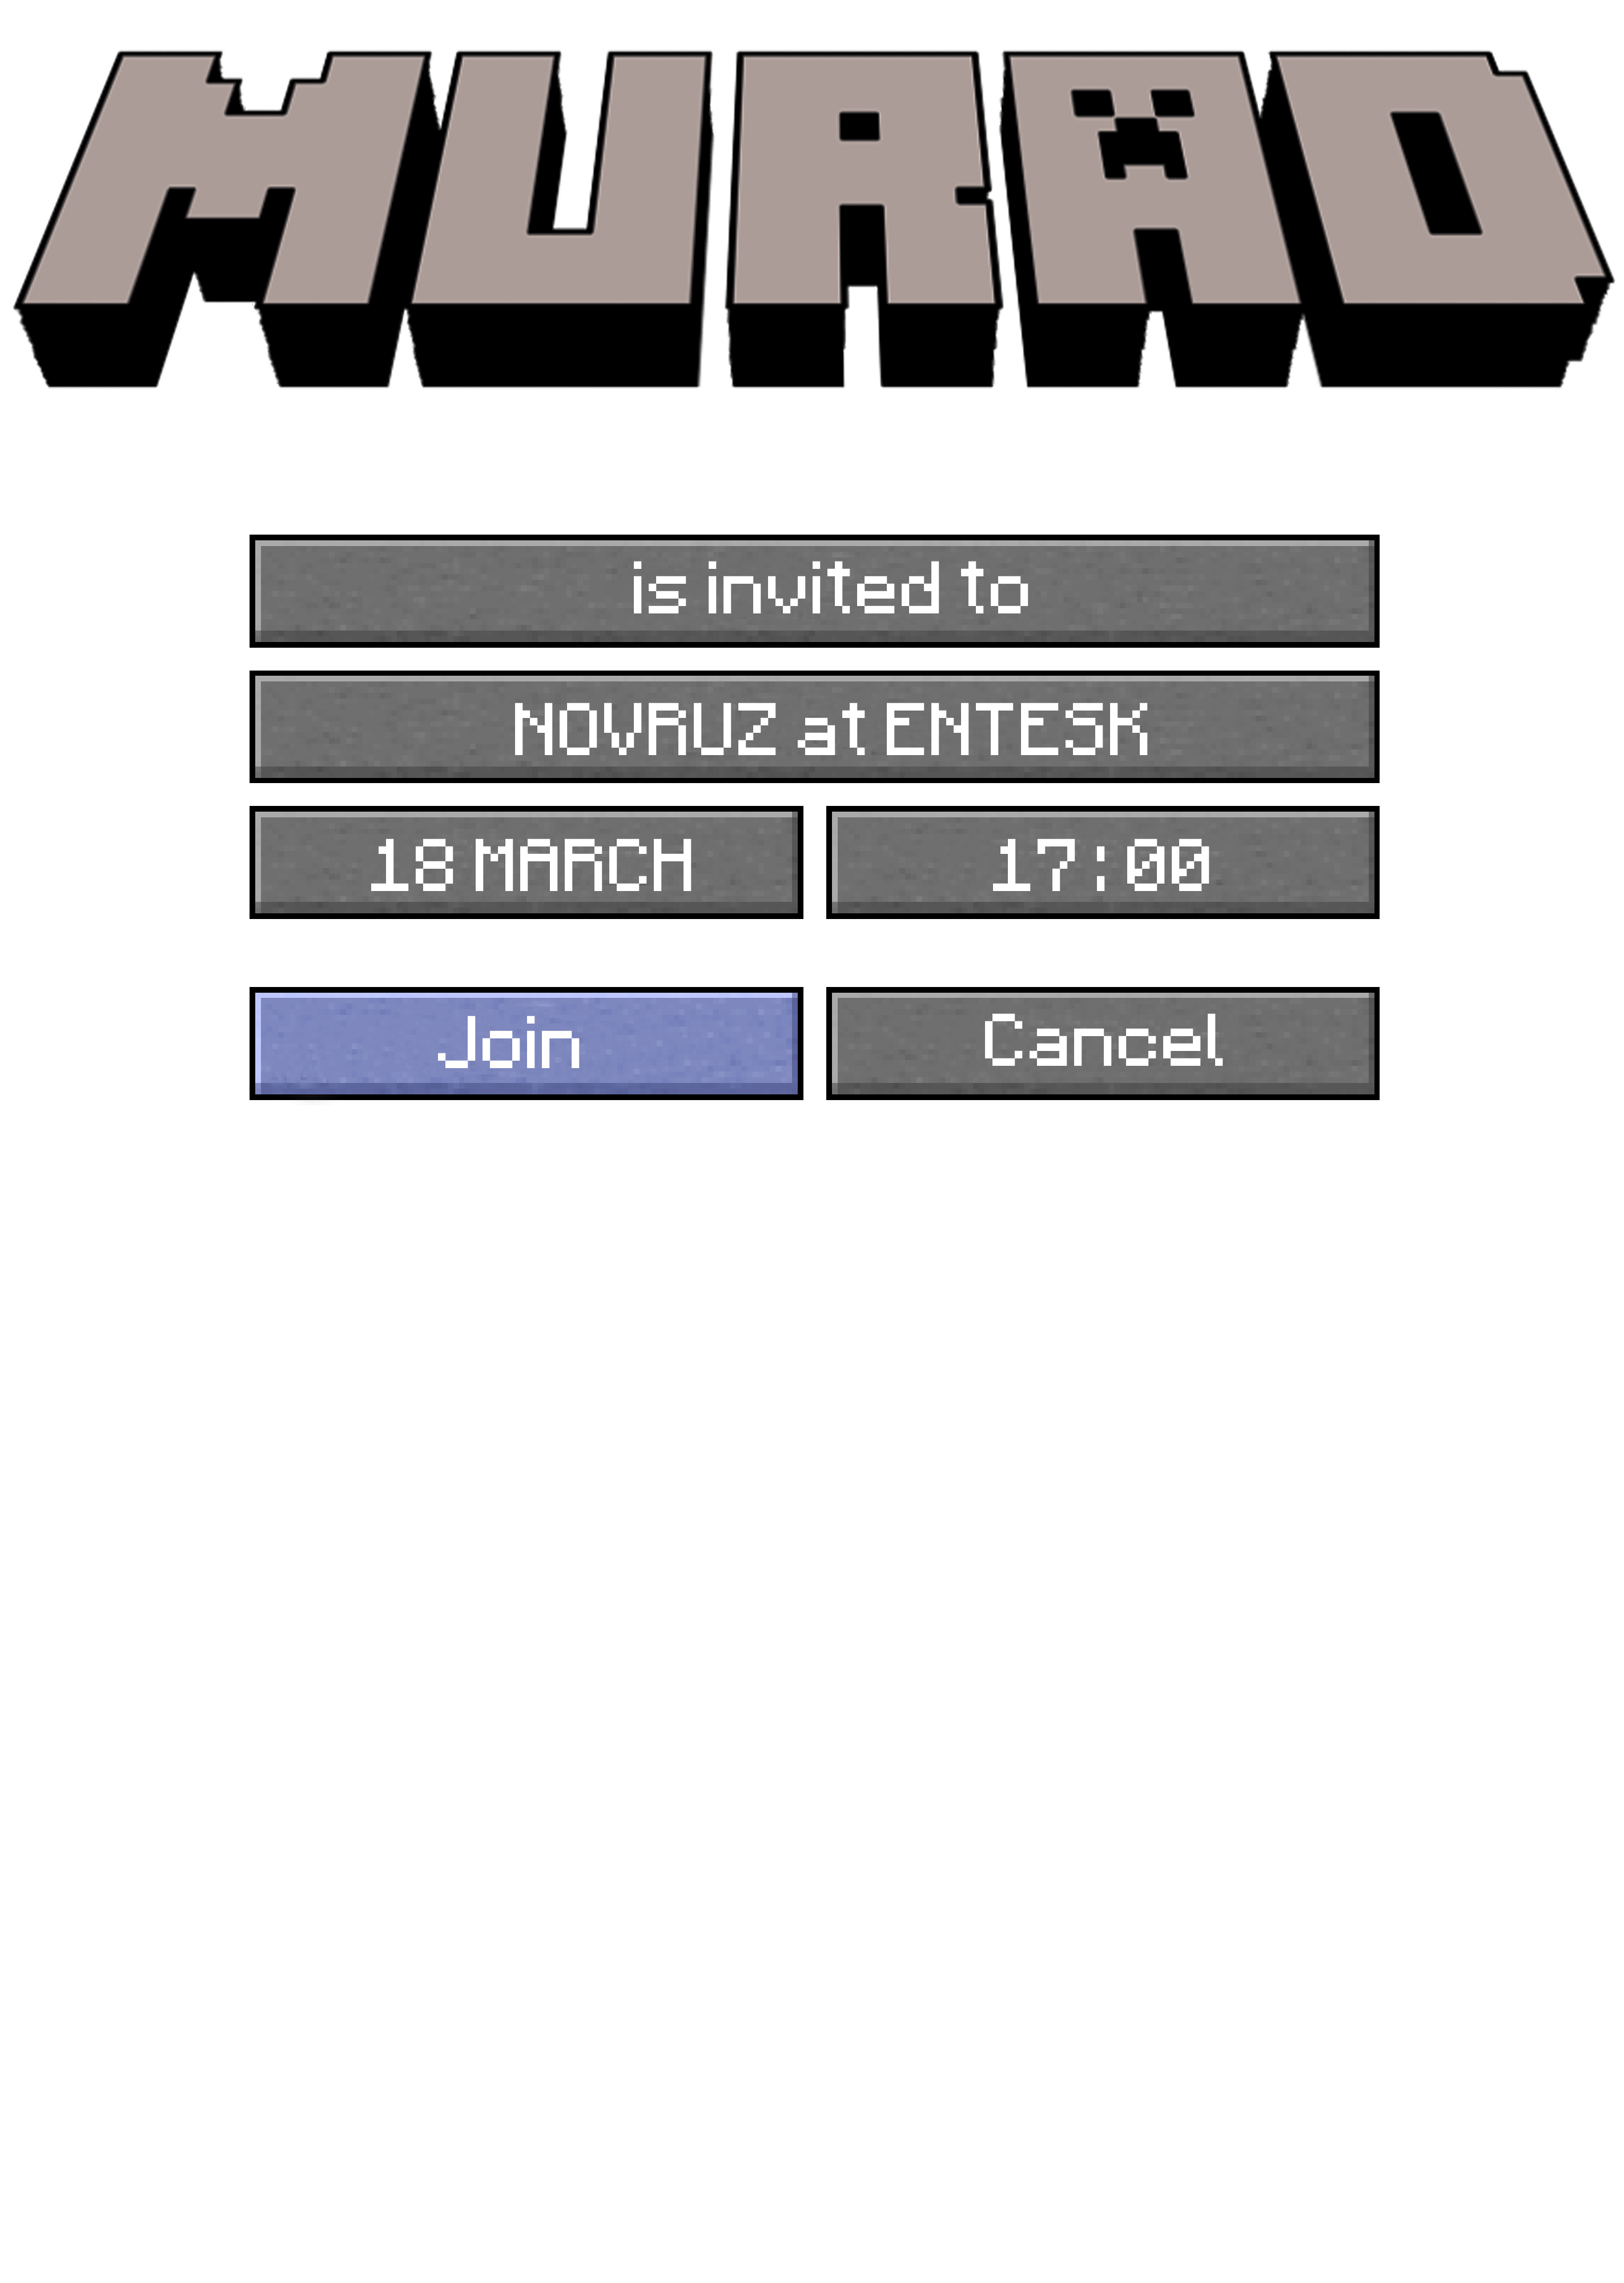 MURAD
is invited to
NOVRUZ at ENTESK
18 MARCH
17:00
Join
Cancel